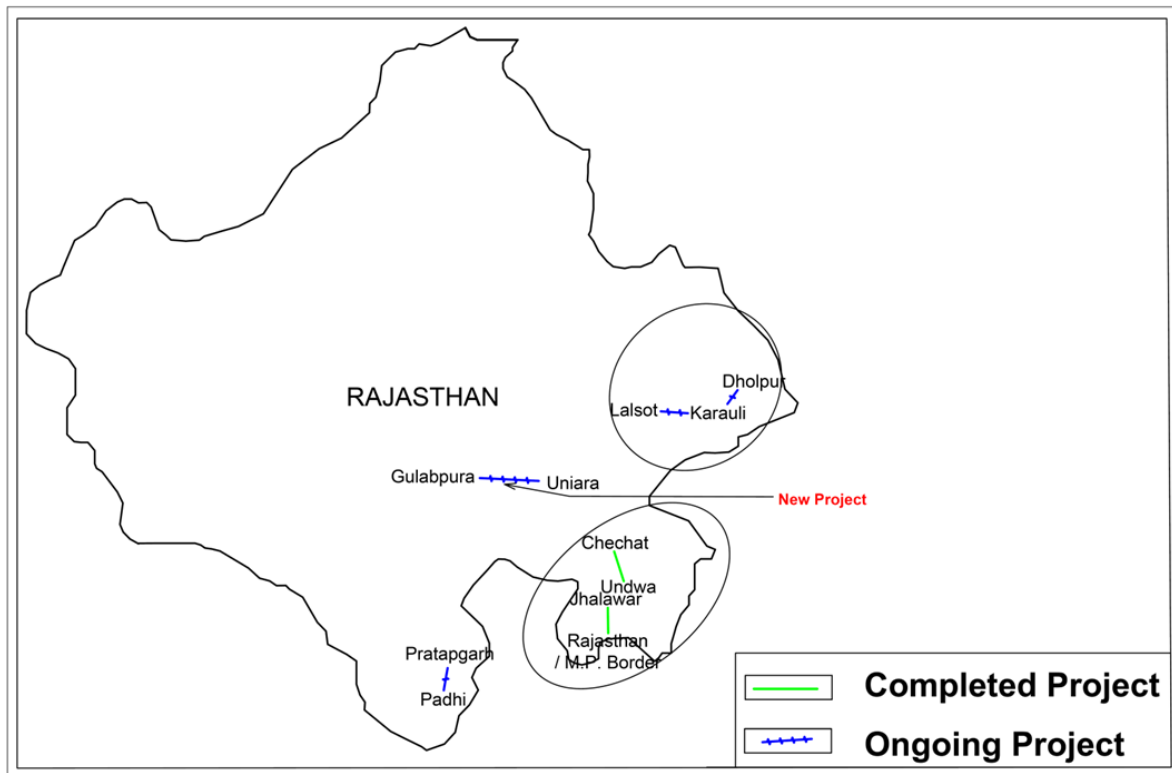 RAJASTHAN
Dholpur
Lalsot
Karauli
Gulabpura
Uniara
New Project
Chechat
Undwa
Jhalawar
Rajasthan
/ M.P. Border
Pratapgarh
Padhi
Completed Project
Ongoing Project